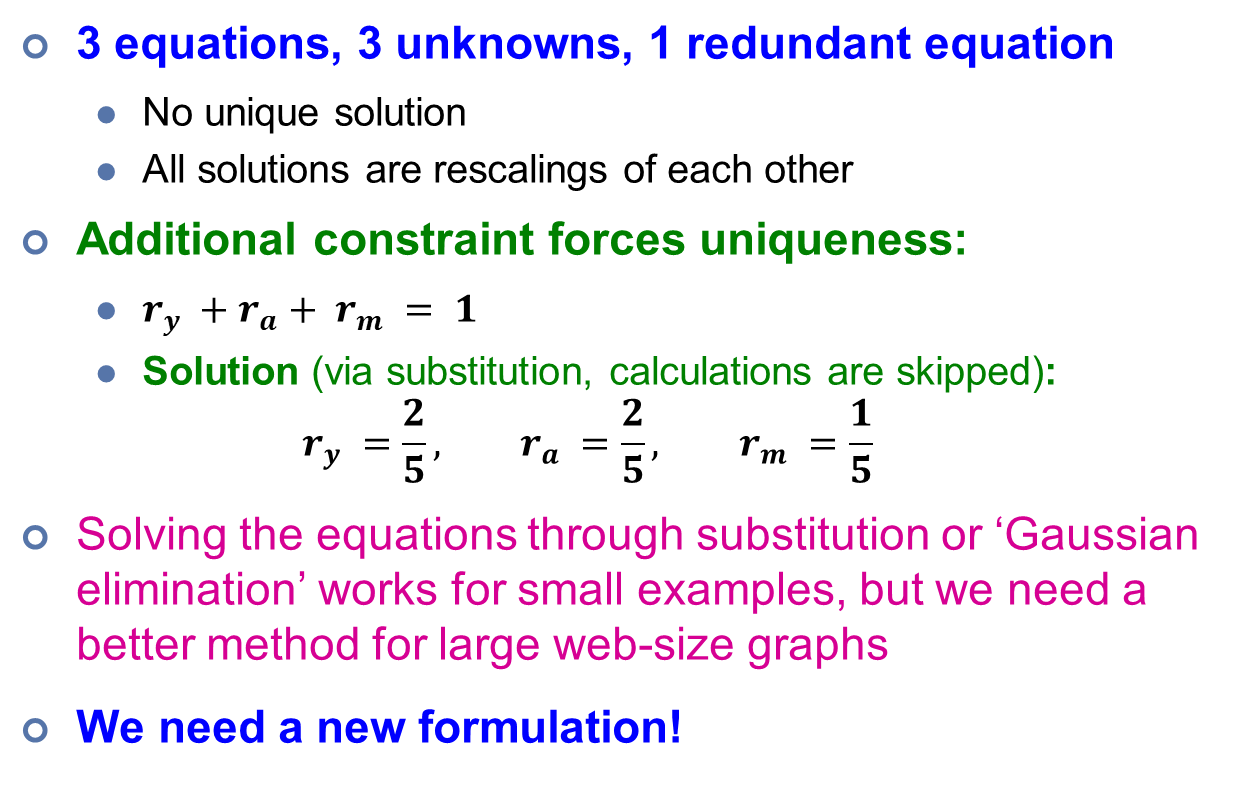 3 equations, 3 unknowns, 1 redundant equation
No unique solution
All solutions are rescalings of each other
Additional constraint forces uniqueness:
r_y + r_a + r_m = 1
Solution (via substitution, calculations are skipped):
r_y = 2/5, r_a = 2/5, r_m = 1/5
Solving the equations through substitution or ‘Gaussian
elimination’ works for small examples, but we need a
better method for large web-size graphs
We need a new formulation!